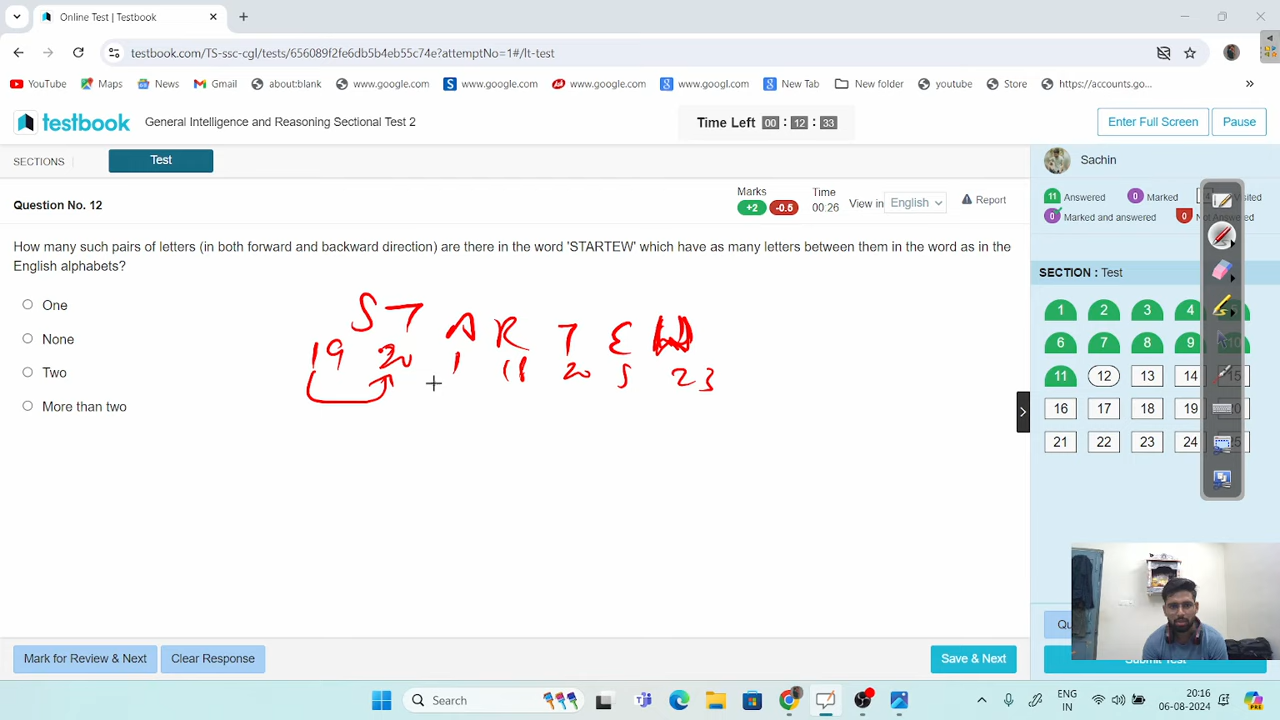 Online Test | Testbook
testbook.com/TS-ssc-cgl/tests/656089f2fe6db5b4eb55c74e?attemptNo=1#/lt-test
YouTube Maps News Gmail about:blank www.google.com www.google.com www.google.com www.googl.com New Tab New folder youtube Store https://accounts.go...
testbook General Intelligence and Reasoning Sectional Test 2 Time Left 00 : 12 : 33 Enter Full Screen Pause
SECTIONS Test Sachin
Question No. 12 Marks +2 -0.5 Time 00:26 View in English Report
11 Answered 0 Marked
0 Marked and answered 0 Not Answered
How many such pairs of letters (in both forward and backward direction) are there in the word 'STARTEW' which have as many letters between them in the word as in the
English alphabets?
SECTION : Test
One
None
Two
More than two
S T A R T E W
19 20 1 18 20 5 23
1 2 3 4
6 7 8 9 10
11 12 13 14 15
16 17 18 19 20
21 22 23 24 25
Mark for Review & Next Clear Response Save & Next Submit Test
Search ENG IN 20:16 06-08-2024